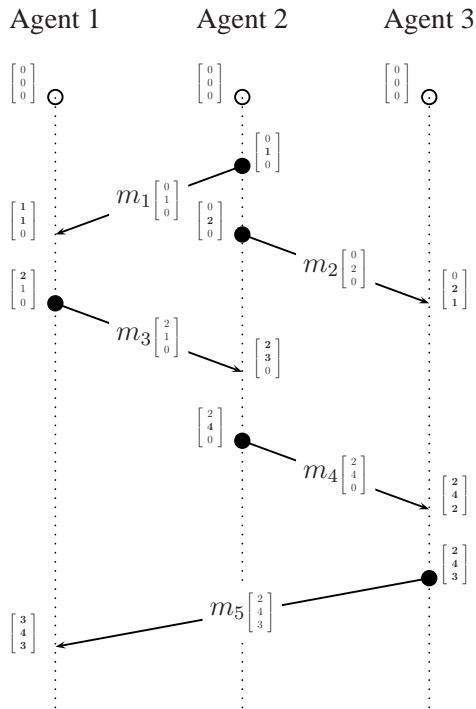 Agent 1 Agent 2 Agent 3
[0 0 0] [0 0 0] [0 0 0]
[0 1 0]
m₁ [0 1 0]
[1 1 0] [0 2 0]
m₂ [0 2 0]
[2 1 0] [0 2 1]
m₃ [2 1 0]
[2 3 0]
[2 4 0]
m₄ [2 4 0]
[2 4 2]
[2 4 3]
m₅ [2 4 3]
[3 4 3]